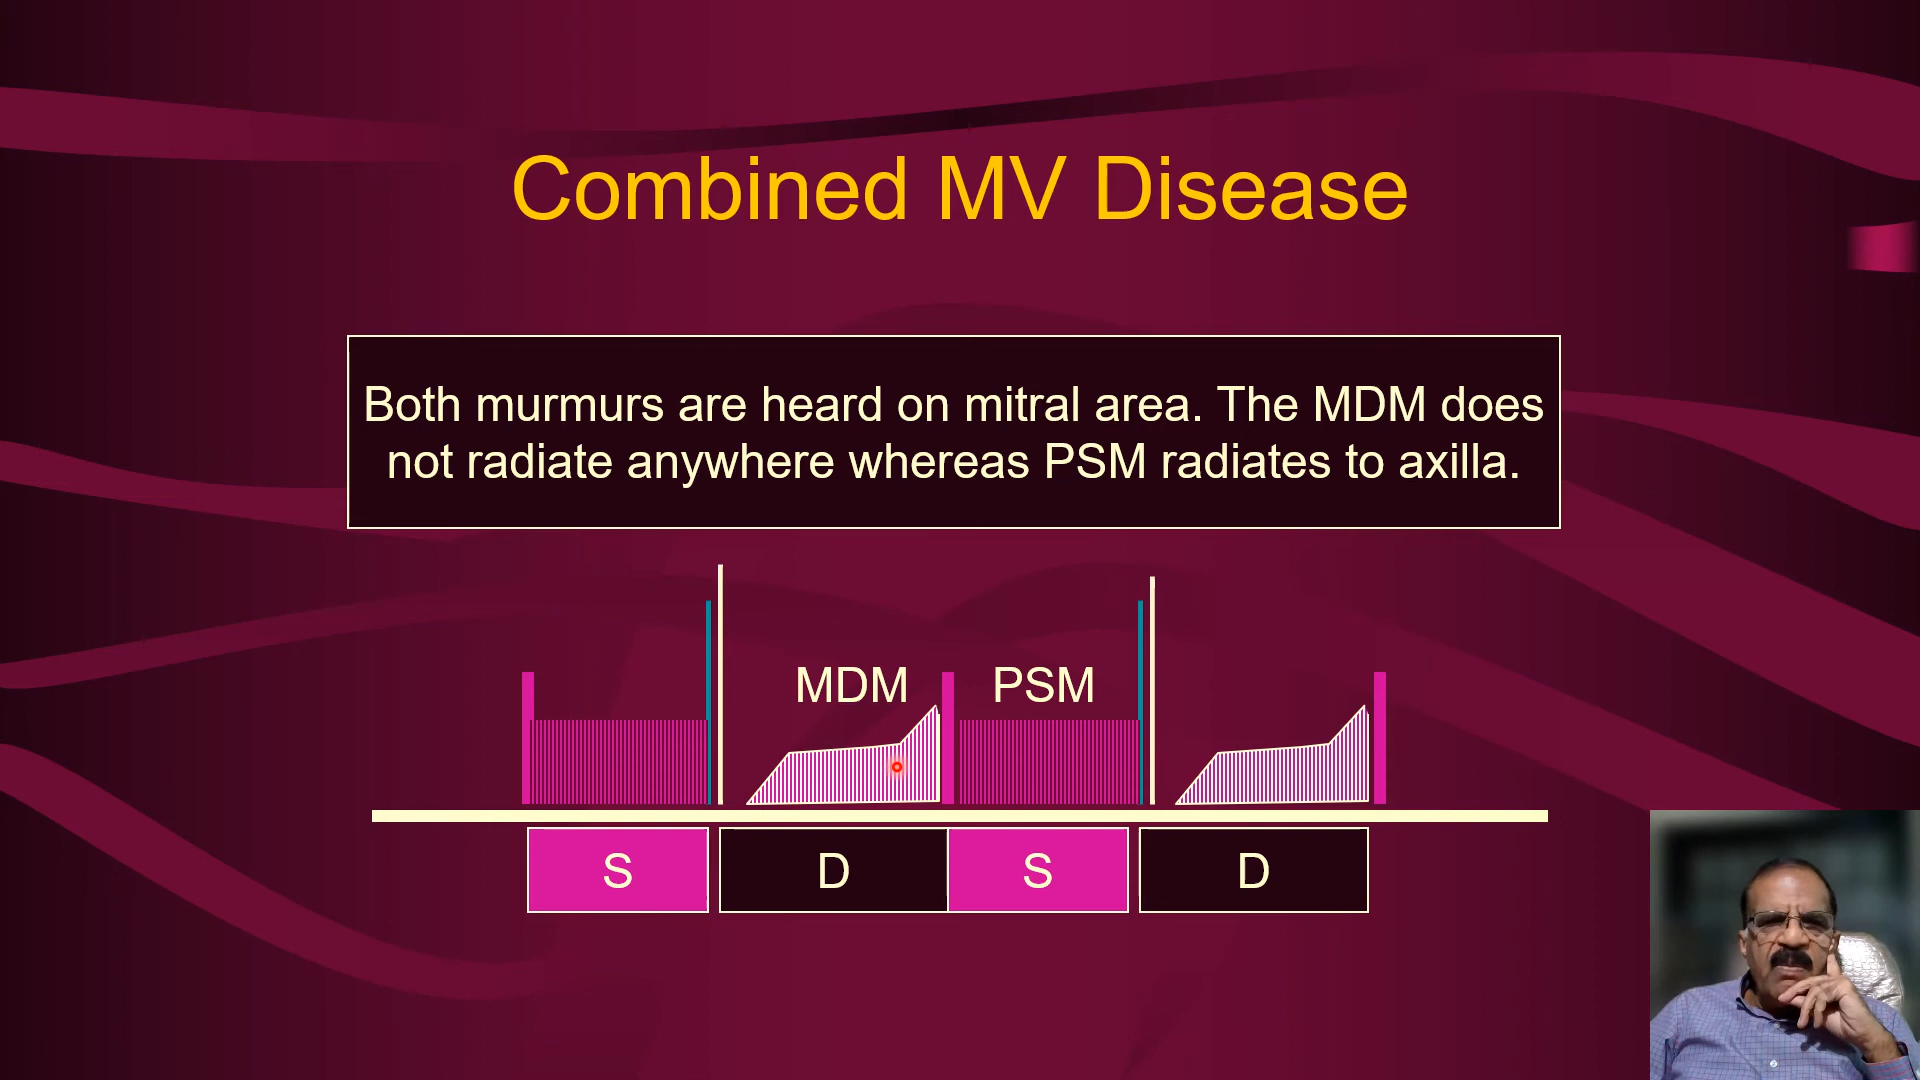 Combined MV Disease
Both murmurs are heard on mitral area. The MDM does
not radiate anywhere whereas PSM radiates to axilla.
MDM PSM
S D S D